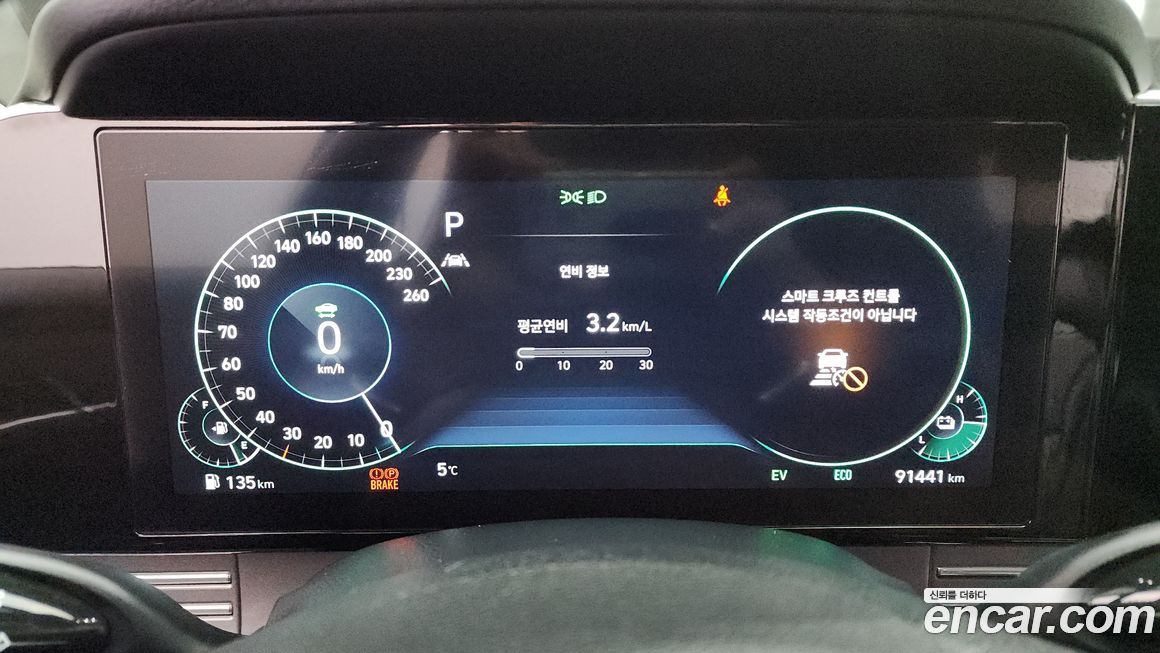 P
연비 정보
평균연비 3.2 km/L
0 10 20 30
0 10 20 30 40 50 60 70 80 100 120 140 160 180 200 230 260
0
km/h
스마트 크루즈 컨트롤
시스템 작동조건이 아닙니다
F
E
H
L
135 km
(!) (P)
BRAKE
5℃
EV
ECO
91441 km
신뢰를 더하다
encar.com